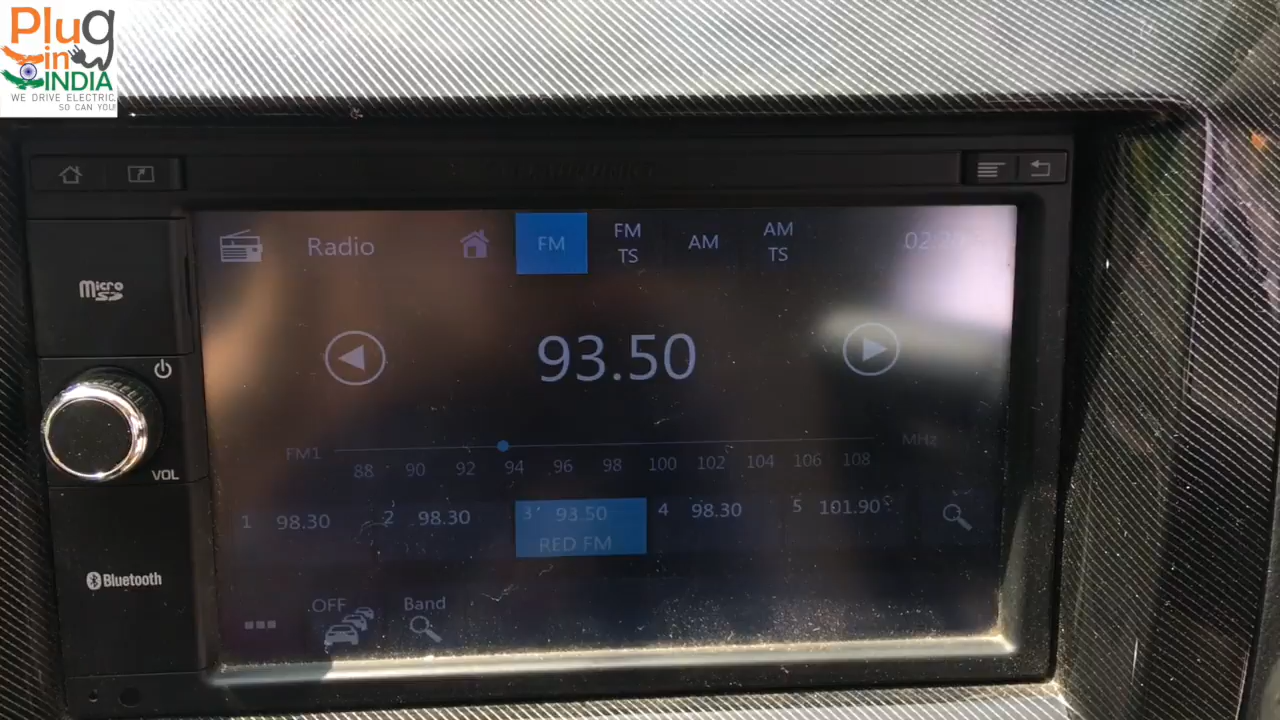 Plug
in
INDIA
WE DRIVE ELECTRIC.
SO CAN YOU!
Radio
FM
FM
TS
AM
AM
TS
micro
SD
93.50
VOL
FM1
MHz
88 90 92 94 96 98 100 102 104 106 108
1 98.30
2 98.30
3 93.50
RED FM
4 98.30
5 101.90
Bluetooth
OFF
Band